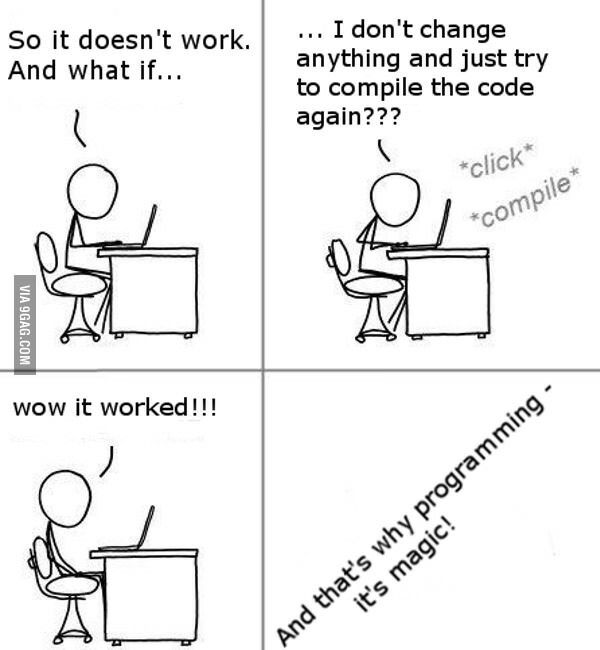 So it doesn't work.
And what if...
... I don't change
anything and just try
to compile the code
again???
*click*
*compile*
VIA 9GAG.COM
wow it worked!!!
And that's why programming -
it's magic!